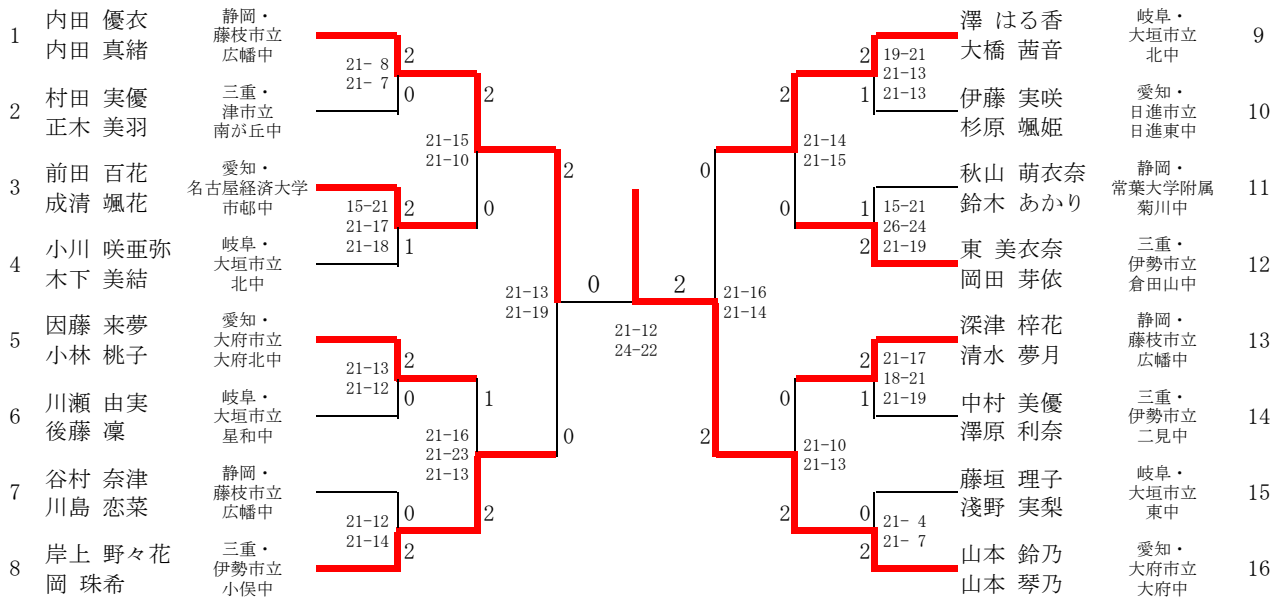 1
内田 優衣
内田 真緒
静岡・
藤枝市立
広幡中
2
村田 実優
正木 美羽
三重・
津市立
南が丘中
3
前田 百花
成清 颯花
愛知・
名古屋経済大学
市邨中
4
小川 咲亜弥
木下 美結
岐阜・
大垣市立
北中
5
因藤 来夢
小林 桃子
愛知・
大府市立
大府北中
6
川瀬 由実
後藤 凜
岐阜・
大垣市立
星和中
7
谷村 奈津
川島 恋菜
静岡・
藤枝市立
広幡中
8
岸上 野々花
岡 珠希
三重・
伊勢市立
小俣中
2
21- 8
21- 7
0
2
15-21
21-17
21-18
1
2
21-13
21-12
0
0
21-12
21-14
2
2
21-15
21-10
0
1
21-16
21-23
21-13
2
2
21-13
21-19
0
0
2
21-12
24-22
0
21-16
21-14
2
2
21-14
21-15
0
0
21-10
21-13
2
2
19-21
21-13
21-13
1
1
15-21
26-24
21-19
2
2
21-17
18-21
21-19
1
0
21- 4
21- 7
2
澤 はる香
大橋 茜音
岐阜・
大垣市立
北中
9
伊藤 実咲
杉原 颯姫
愛知・
日進市立
日進東中
10
秋山 萌衣奈
鈴木 あかり
静岡・
常葉大学附属
菊川中
11
東 美衣奈
岡田 芽依
三重・
伊勢市立
倉田山中
12
深津 梓花
清水 夢月
静岡・
藤枝市立
広幡中
13
中村 美優
澤原 利奈
三重・
伊勢市立
二見中
14
藤垣 理子
淺野 実梨
岐阜・
大垣市立
東中
15
山本 鈴乃
山本 琴乃
愛知・
大府市立
大府中
16